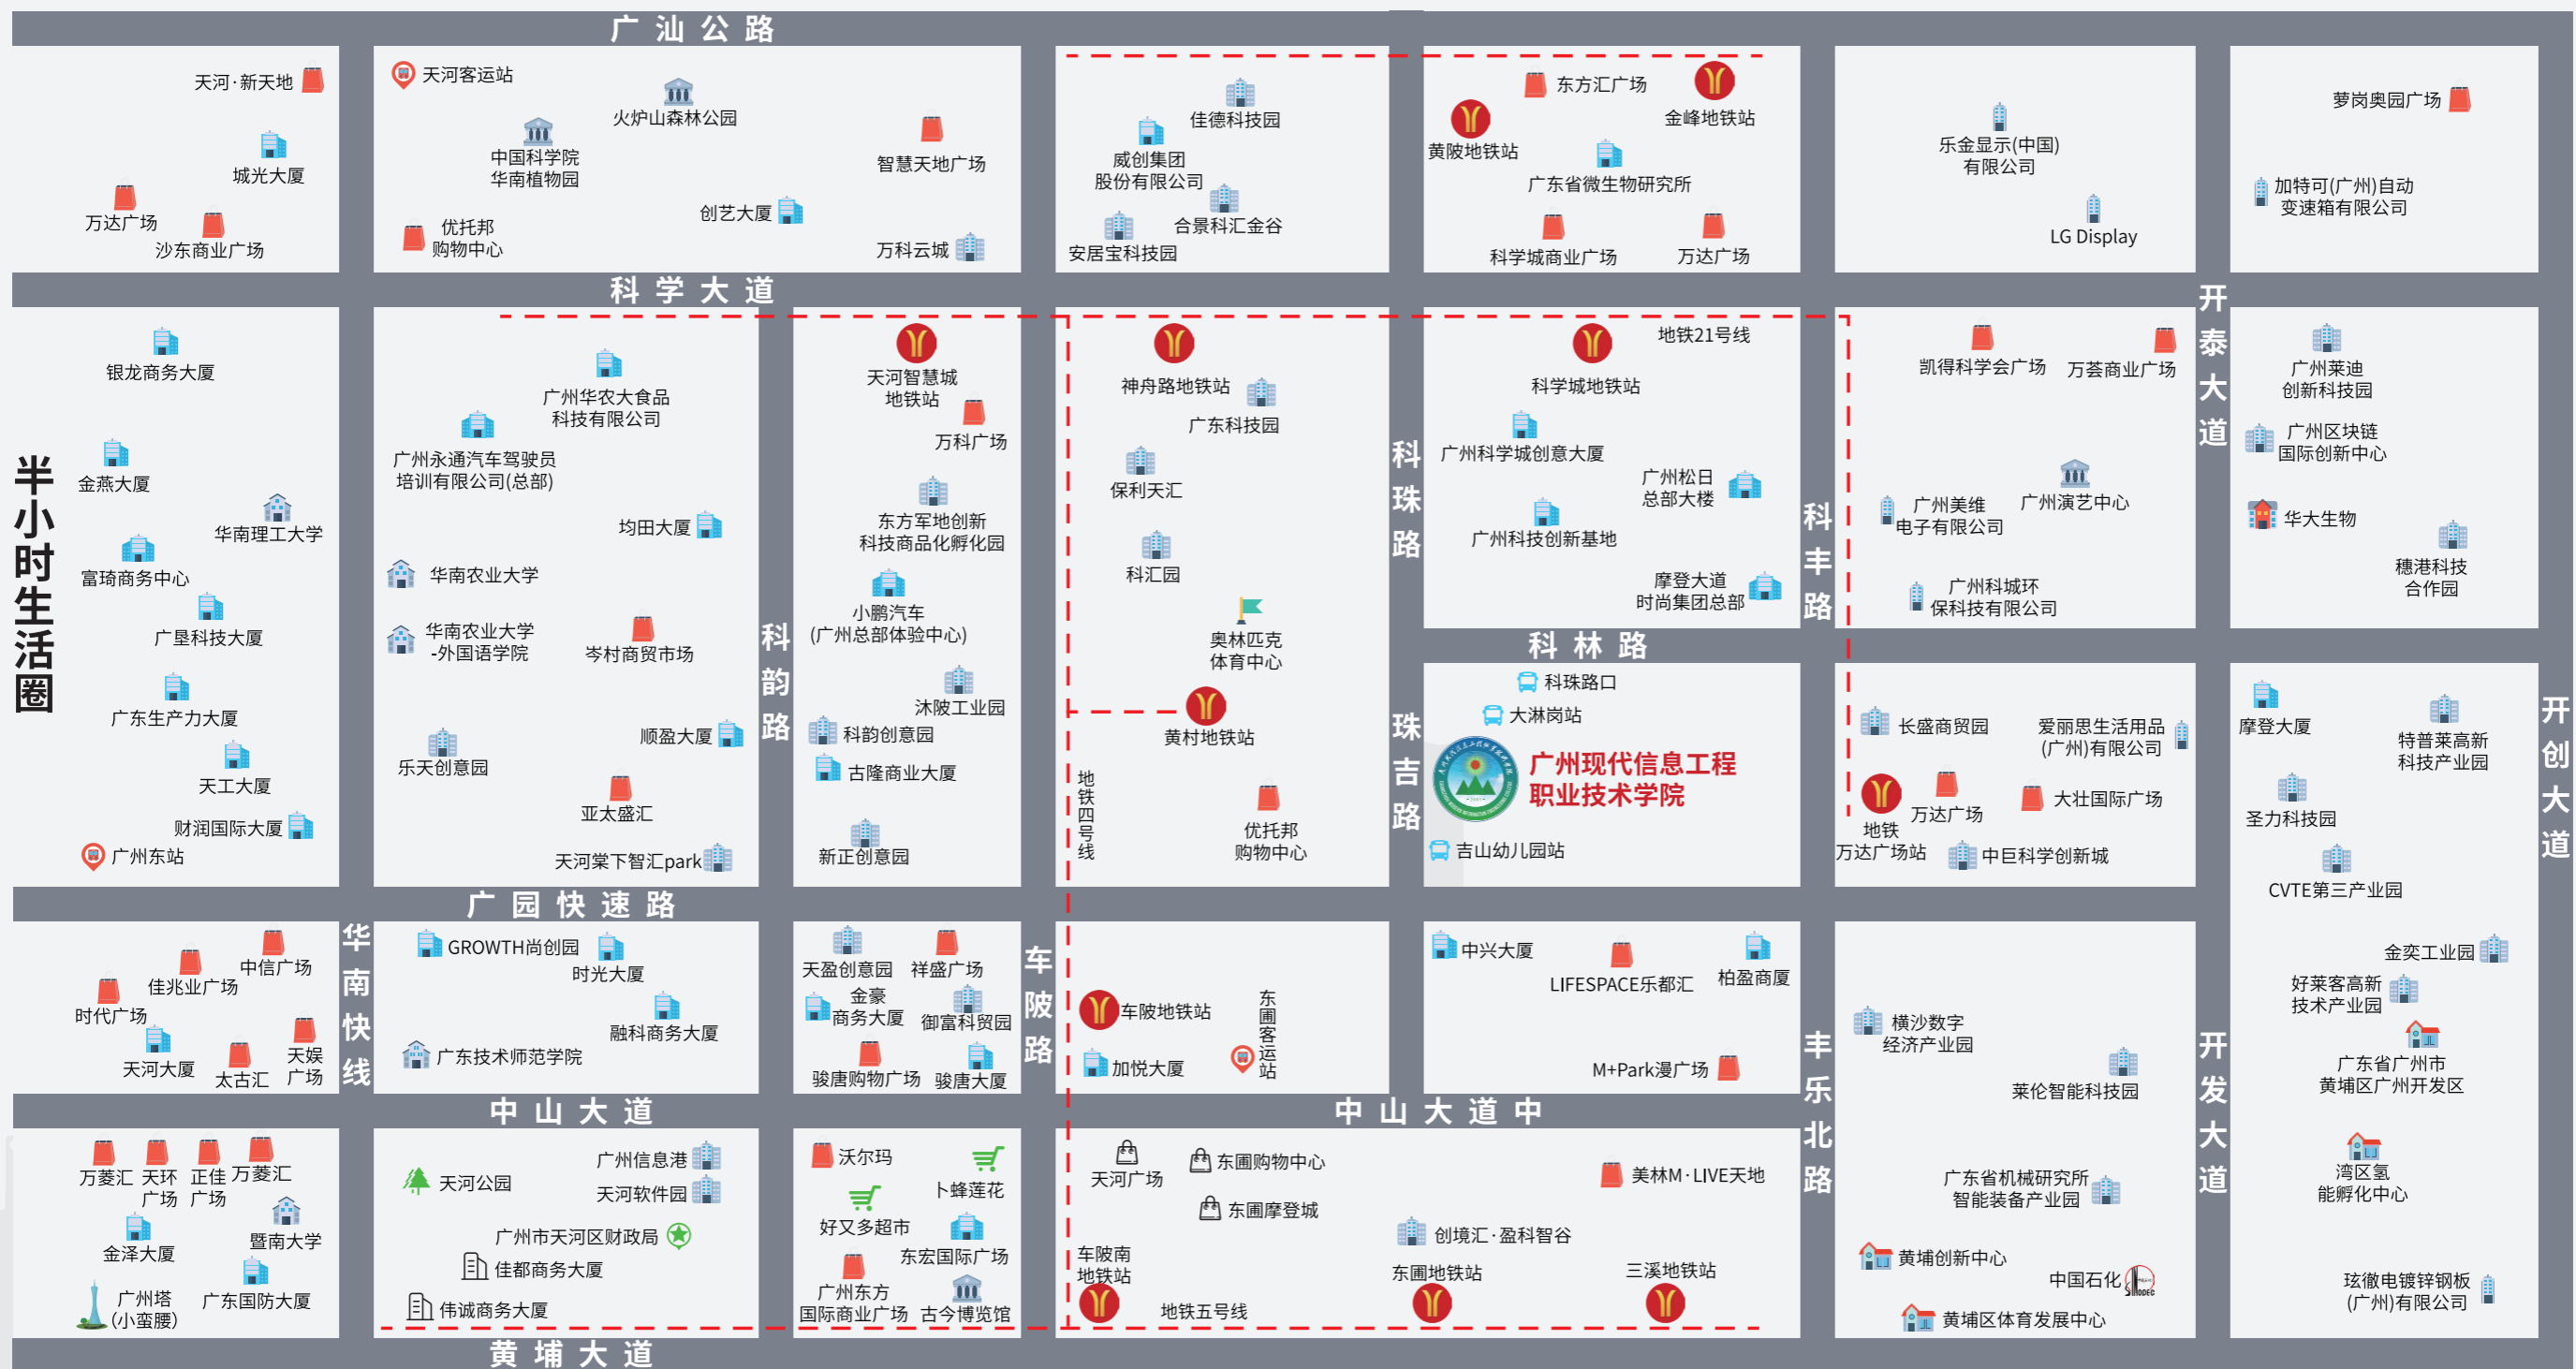 广汕公路
天河·新天地
城光大厦
万达广场
沙东商业广场
天河客运站
火炉山森林公园
中国科学院
华南植物园
智慧天地广场
优托邦
购物中心
创艺大厦
万科云城
佳德科技园
威创集团
股份有限公司
合景科汇金谷
安居宝科技园
东方汇广场
金峰地铁站
黄陂地铁站
广东省微生物研究所
科学城商业广场
万达广场
乐金显示(中国)
有限公司
LG Display
萝岗奥园广场
加特可(广州)自动
变速箱有限公司
科学大道
半小时生活圈
银龙商务大厦
金燕大厦
华南理工大学
富琦商务中心
广垦科技大厦
广东生产力大厦
天工大厦
财润国际大厦
广州东站
广州华农大食品
科技有限公司
广州永通汽车驾驶员
培训有限公司(总部)
均田大厦
华南农业大学
华南农业大学
-外国语学院
岑村商贸市场
顺盈大厦
乐天创意园
亚太盛汇
天河棠下智汇park
科韵路
天河智慧城
地铁站
万科广场
东方军地创新
科技商品化孵化园
小鹏汽车
(广州总部体验中心)
沐陂工业园
科韵创意园
古隆商业大厦
新正创意园
神舟路地铁站
广东科技园
保利天汇
科汇园
奥林匹克
体育中心
黄村地铁站
地铁四号线
优托邦
购物中心
科珠路
珠吉路
科学城地铁站
地铁21号线
广州科学城创意大厦
广州松日
总部大楼
广州科技创新基地
摩登大道
时尚集团总部
科丰路
科林路
科珠路口
大淋岗站
广州现代信息工程
职业技术学院
吉山幼儿园站
开泰大道
凯得科学会广场
万荟商业广场
广州演艺中心
广州美维
电子有限公司
广州科城环
保科技有限公司
长盛商贸园
爱丽思生活用品
(广州)有限公司
万达广场
大壮国际广场
地铁
万达广场站
中巨科学创新城
广州莱迪
创新科技园
广州区块链
国际创新中心
华大生物
穗港科技
合作园
开创大道
摩登大厦
特普莱高新
科技产业园
圣力科技园
CVTE第三产业园
金奕工业园
好莱客高新
技术产业园
广东省广州市
黄埔区广州开发区
湾区氢
能孵化中心
玹徹电镀锌钢板
(广州)有限公司
广园快速路
华南快线
中信广场
佳兆业广场
时代广场
天河大厦
太古汇
天娱
广场
GROWTH尚创园
时光大厦
融科商务大厦
广东技术师范学院
天盈创意园
祥盛广场
金豪
商务大厦
御富科贸园
骏唐购物广场
骏唐大厦
车陂路
车陂地铁站
加悦大厦
东圃客运站
中兴大厦
LIFESPACE乐都汇
柏盈商厦
M+Park漫广场
丰乐北路
横沙数字
经济产业园
莱伦智能科技园
广东省机械研究所
智能装备产业园
黄埔创新中心
中国石化
SINOPEC
黄埔区体育发展中心
开发大道
中山大道
中山大道中
万菱汇
天环
广场
正佳
广场
万菱汇
金泽大厦
暨南大学
广州塔
(小蛮腰)
广东国防大厦
天河公园
广州信息港
天河软件园
广州市天河区财政局
佳都商务大厦
伟诚商务大厦
沃尔玛
卜蜂莲花
好又多超市
东宏国际广场
广州东方
国际商业广场
古今博览馆
天河广场
东圃购物中心
东圃摩登城
车陂南
地铁站
地铁五号线
创境汇·盈科智谷
东圃地铁站
美林M·LIVE天地
三溪地铁站
黄埔大道